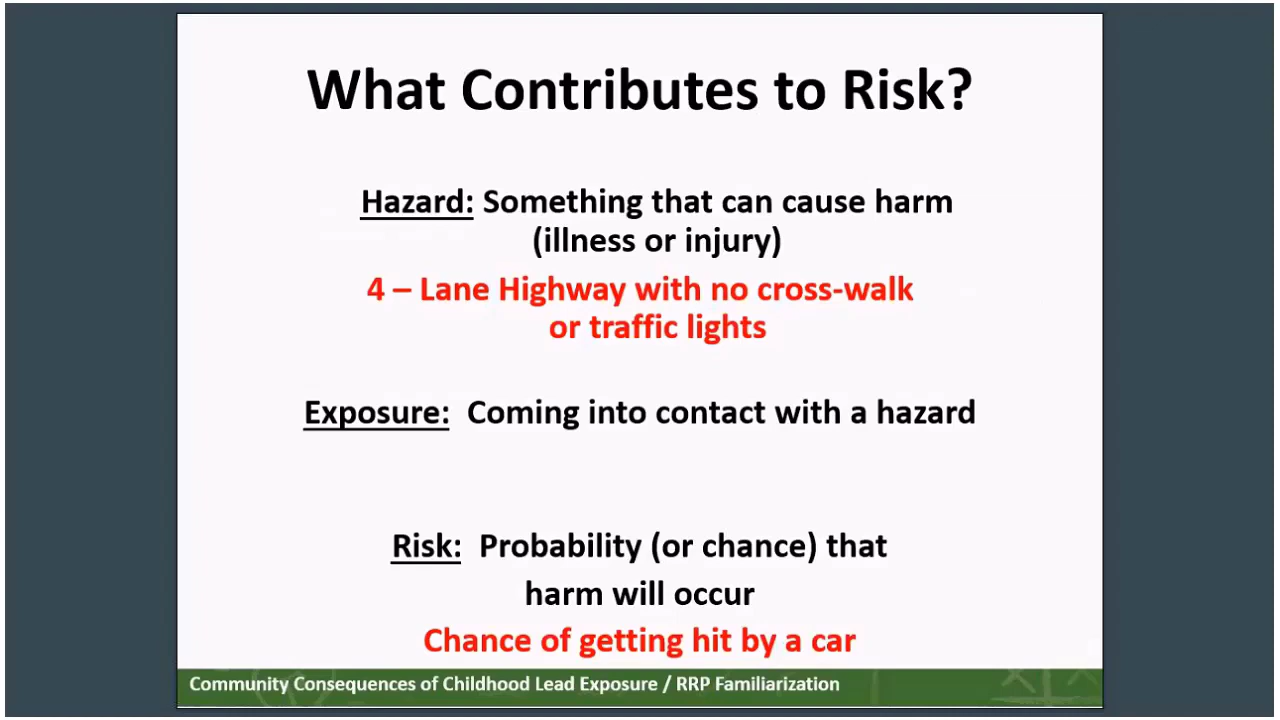 What Contributes to Risk?
Hazard: Something that can cause harm
(illness or injury)
4 – Lane Highway with no cross-walk
or traffic lights
Exposure: Coming into contact with a hazard
Risk: Probability (or chance) that
harm will occur
Chance of getting hit by a car
Community Consequences of Childhood Lead Exposure / RRP Familiarization